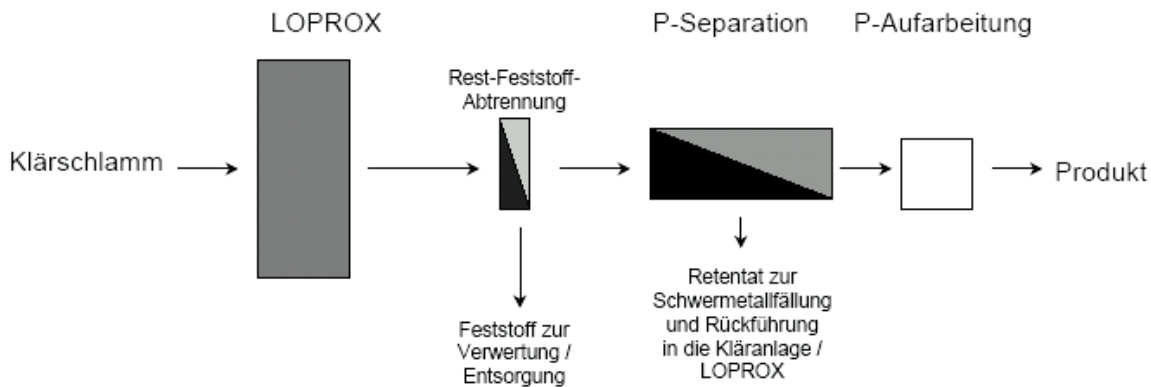 LOPROX
P-Separation
P-Aufarbeitung
Rest-Feststoff-
Abtrennung
Klärschlamm
Produkt
Feststoff zur
Verwertung /
Entsorgung
Retentat zur
Schwermetallfällung
und Rückführung
in die Kläranlage /
LOPROX